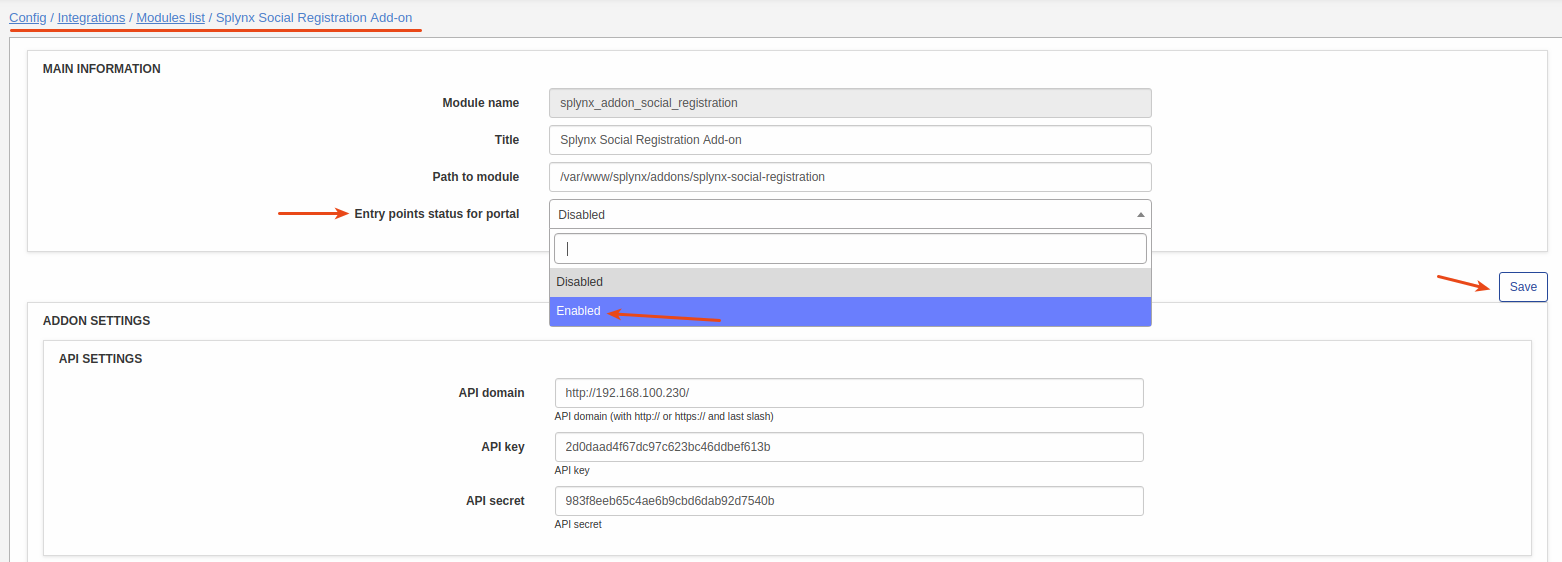 Config / Integrations / Modules list / Splynx Social Registration Add-on
MAIN INFORMATION
Module name splynx_addon_social_registration
Title Splynx Social Registration Add-on
Path to module /var/www/splynx/addons/splynx-social-registration
Entry points status for portal Disabled
Disabled
Save
Enabled
ADDON SETTINGS
API SETTINGS
API domain http://192.168.100.230/
API domain (with http:// or https:// and last slash)
API key 2d0daad4f67dc97c623bc46ddbef613b
API key
API secret 983f8eeb65c4ae6b9cbd6dab92d7540b
API secret